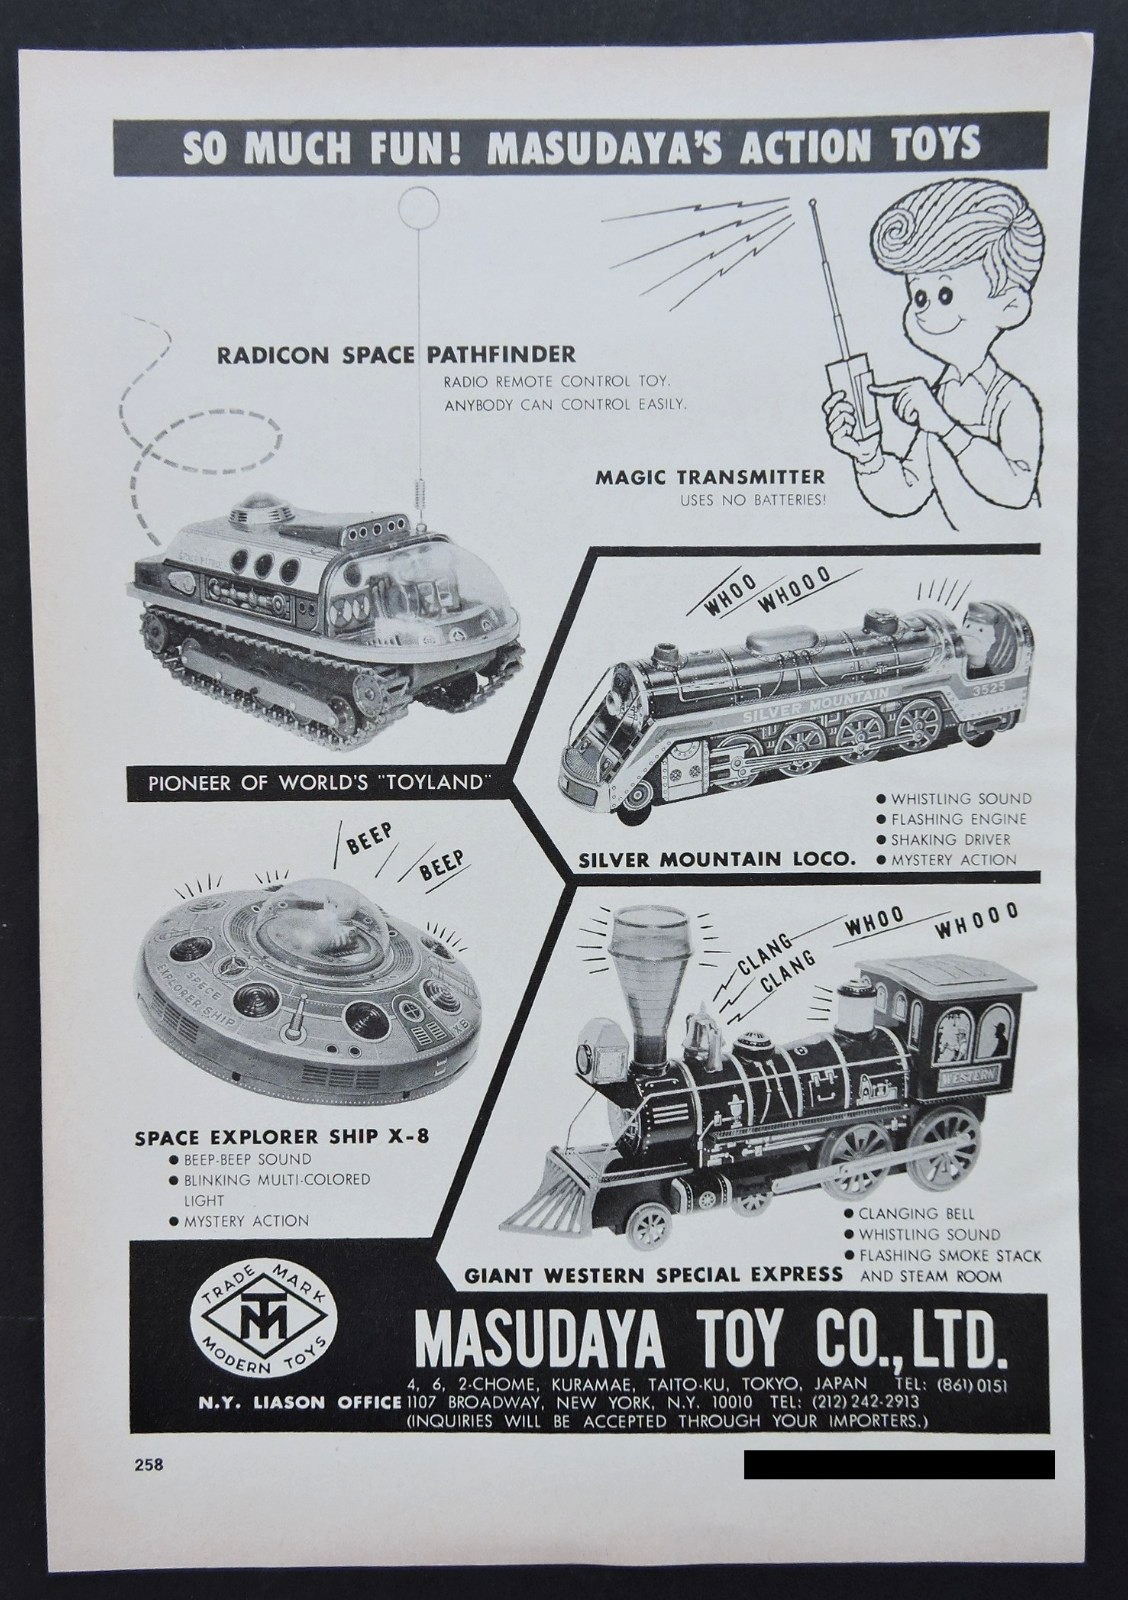 SO MUCH FUN! MASUDAYA'S ACTION TOYS
RADICON SPACE PATHFINDER
RADIO REMOTE CONTROL TOY.
ANYBODY CAN CONTROL EASILY.
MAGIC TRANSMITTER
USES NO BATTERIES!
WHOO WHOOO
SILVER MOUNTAIN
3525
PIONEER OF WORLD'S "TOYLAND"
● WHISTLING SOUND
● FLASHING ENGINE
● SHAKING DRIVER
● MYSTERY ACTION
SILVER MOUNTAIN LOCO.
BEEP
BEEP
SPACE
EXPLORER SHIP
X-8
SPACE EXPLORER SHIP X-8
● BEEP-BEEP SOUND
● BLINKING MULTI-COLORED
LIGHT
● MYSTERY ACTION
CLANG
CLANG
WHOO
WHOOO
WESTERN
● CLANGING BELL
● WHISTLING SOUND
● FLASHING SMOKE STACK
AND STEAM ROOM
GIANT WESTERN SPECIAL EXPRESS
TRADE MARK
TM
MODERN TOYS
MASUDAYA TOY CO., LTD.
4, 6, 2-CHOME, KURAMAE, TAITO-KU, TOKYO, JAPAN TEL: (861) 0151
N.Y. LIASON OFFICE 1107 BROADWAY, NEW YORK, N.Y. 10010 TEL: (212) 242-2913
(INQUIRIES WILL BE ACCEPTED THROUGH YOUR IMPORTERS.)
258